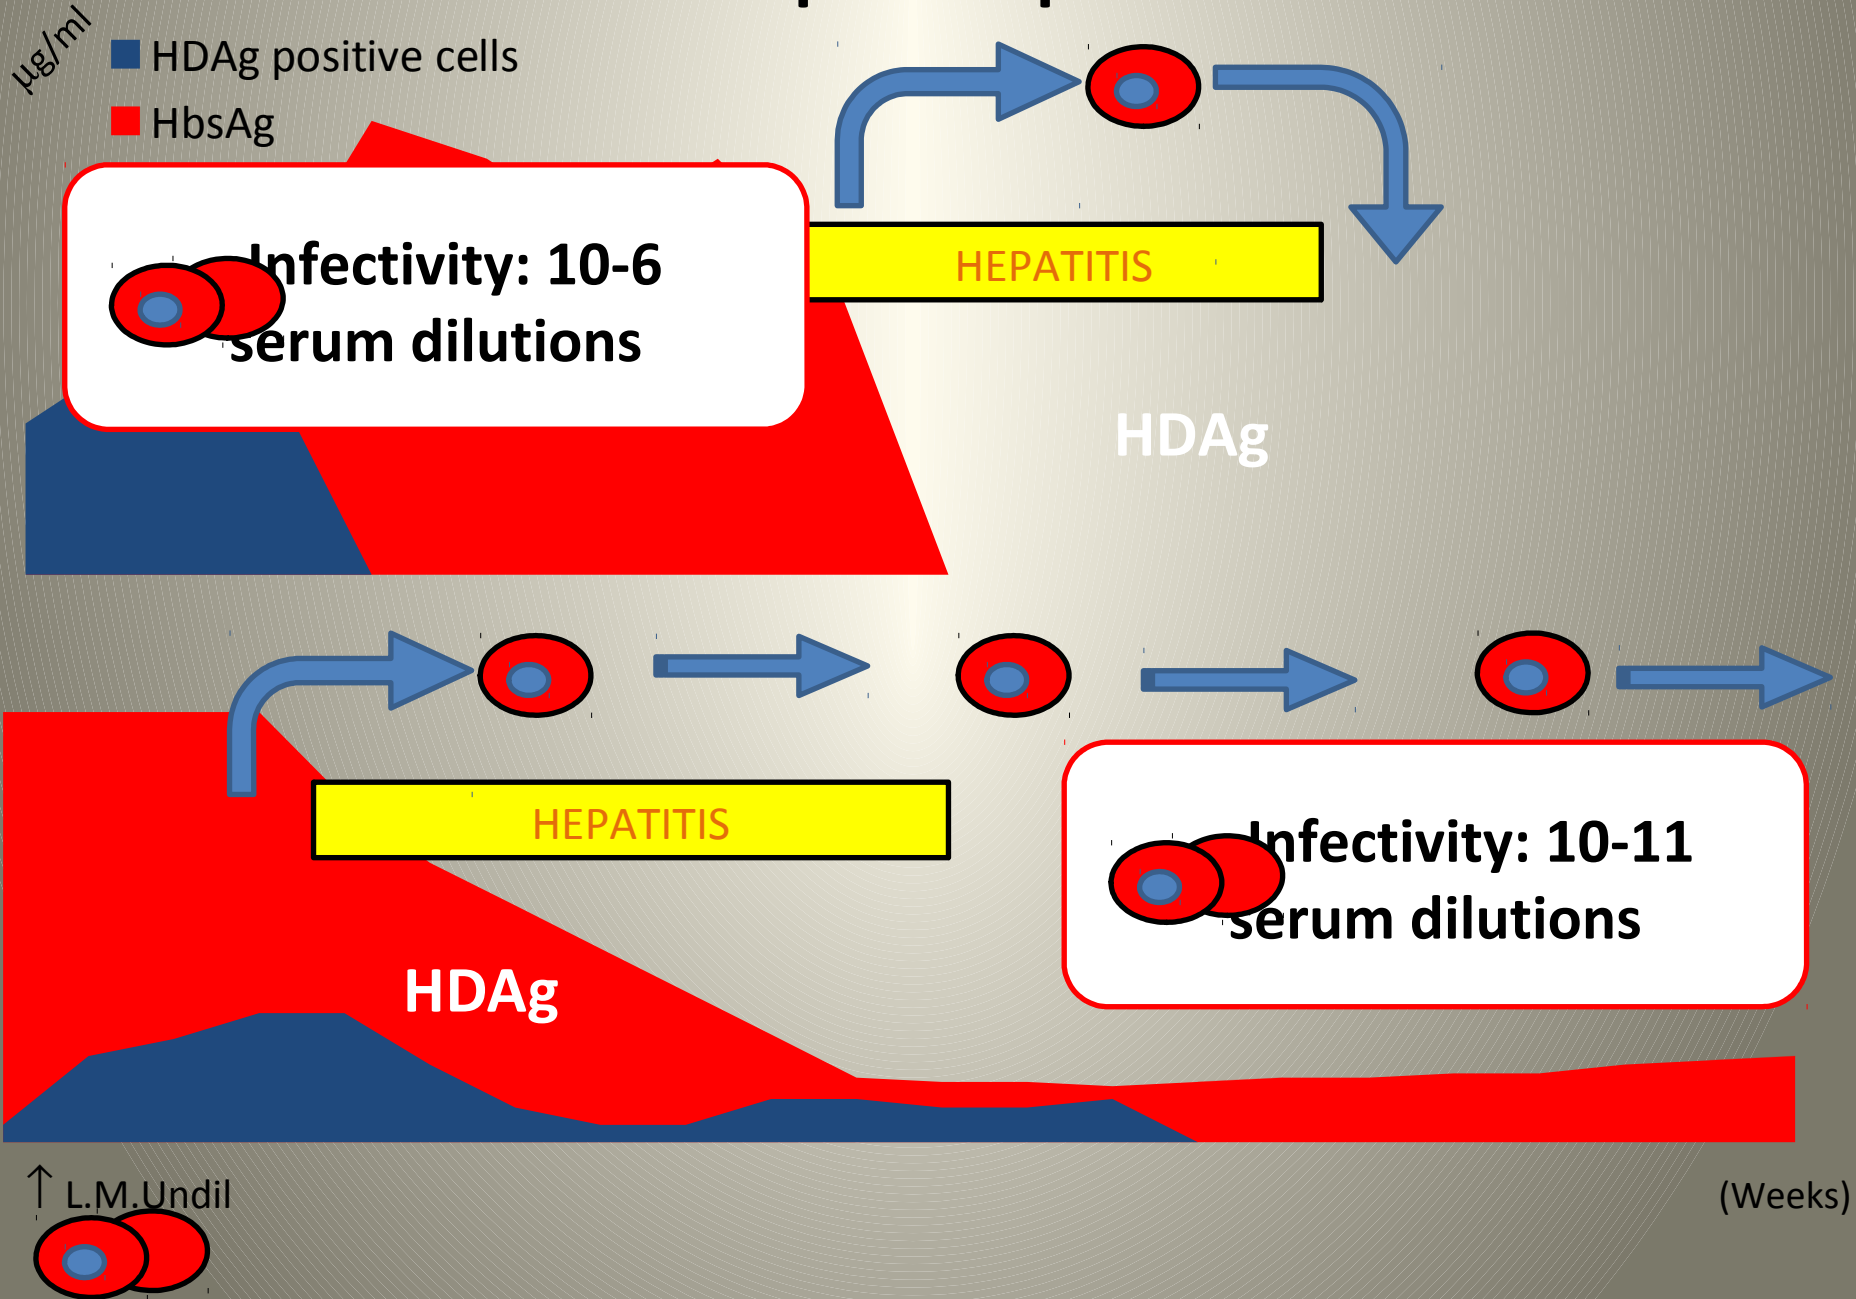 µg/ml
HDAg positive cells
HbsAg
Infectivity: 10-6
serum dilutions
HEPATITIS
HDAg
HEPATITIS
Infectivity: 10-11
serum dilutions
HDAg
↑ L.M.Undil
(Weeks)